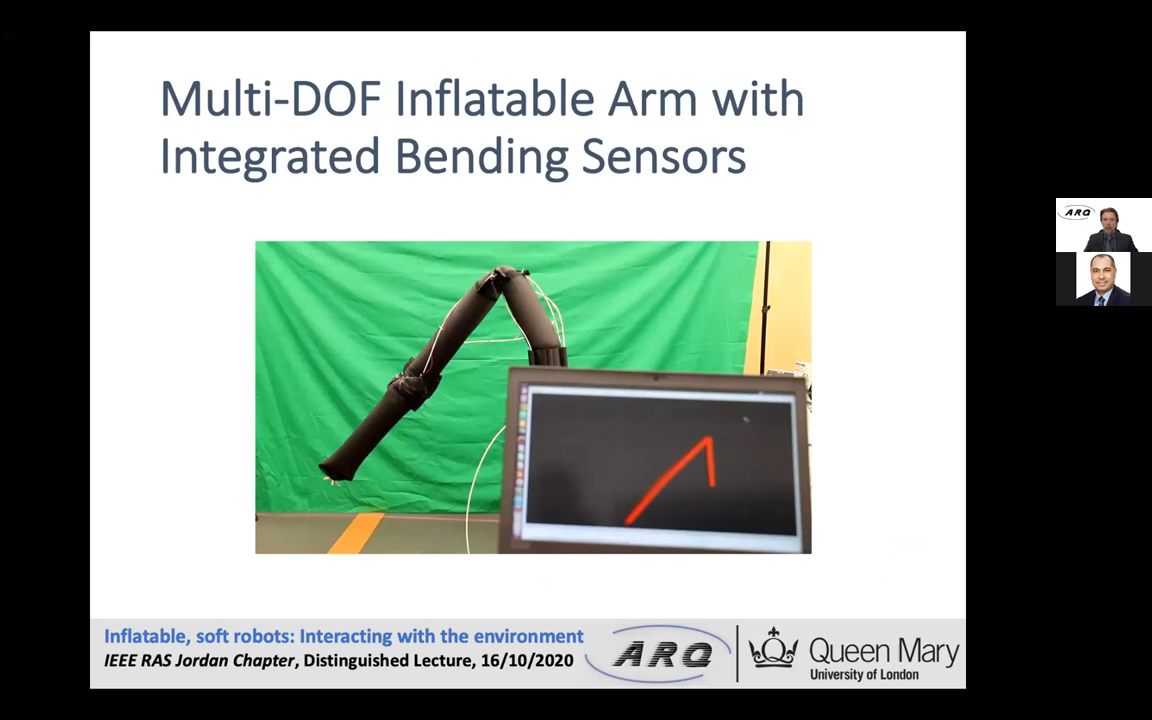 Multi-DOF Inflatable Arm with
Integrated Bending Sensors
ARQ
Inflatable, soft robots: Interacting with the environment
IEEE RAS Jordan Chapter, Distinguished Lecture, 16/10/2020
ARQ
Queen Mary
University of London